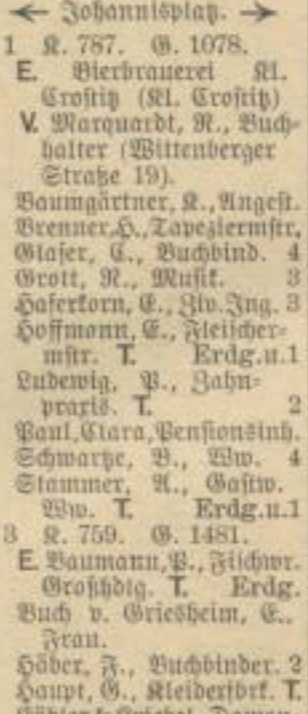 ← Johannisplatz. →
1 K. 787. G. 1078.
E. Bierbrauerei Kl.
Crostitz (Kl. Crostitz)
V. Marquardt, R., Buch-
halter (Wittenberger
Straße 19).
Baumgärtner, K., Angest.
Brenner, H., Tapeziermstr.
Glaser, C., Buchbind. 4
Grott, R., Musik. 3
Haferkorn, E., Ziv. Ing. 3
Hoffmann, E., Fleischer-
mstr. T. Erdg. u. 1
Ludewig, P., Zahn-
praxis. T. 2
Paul, Clara, Pensionsinh.
Schwartze, B., Ww. 4
Stammer, A., Gastw.
Ww. T. Erdg. u. 1
3 K. 759. G. 1481.
E. Baumann, P., Fischwr.
Großhdlg. T. Erdg.
Buch v. Griesheim, E.,
Frau.
Häber, F., Buchbinder. 2
Haupt, G., Kleiderfbrk. T.